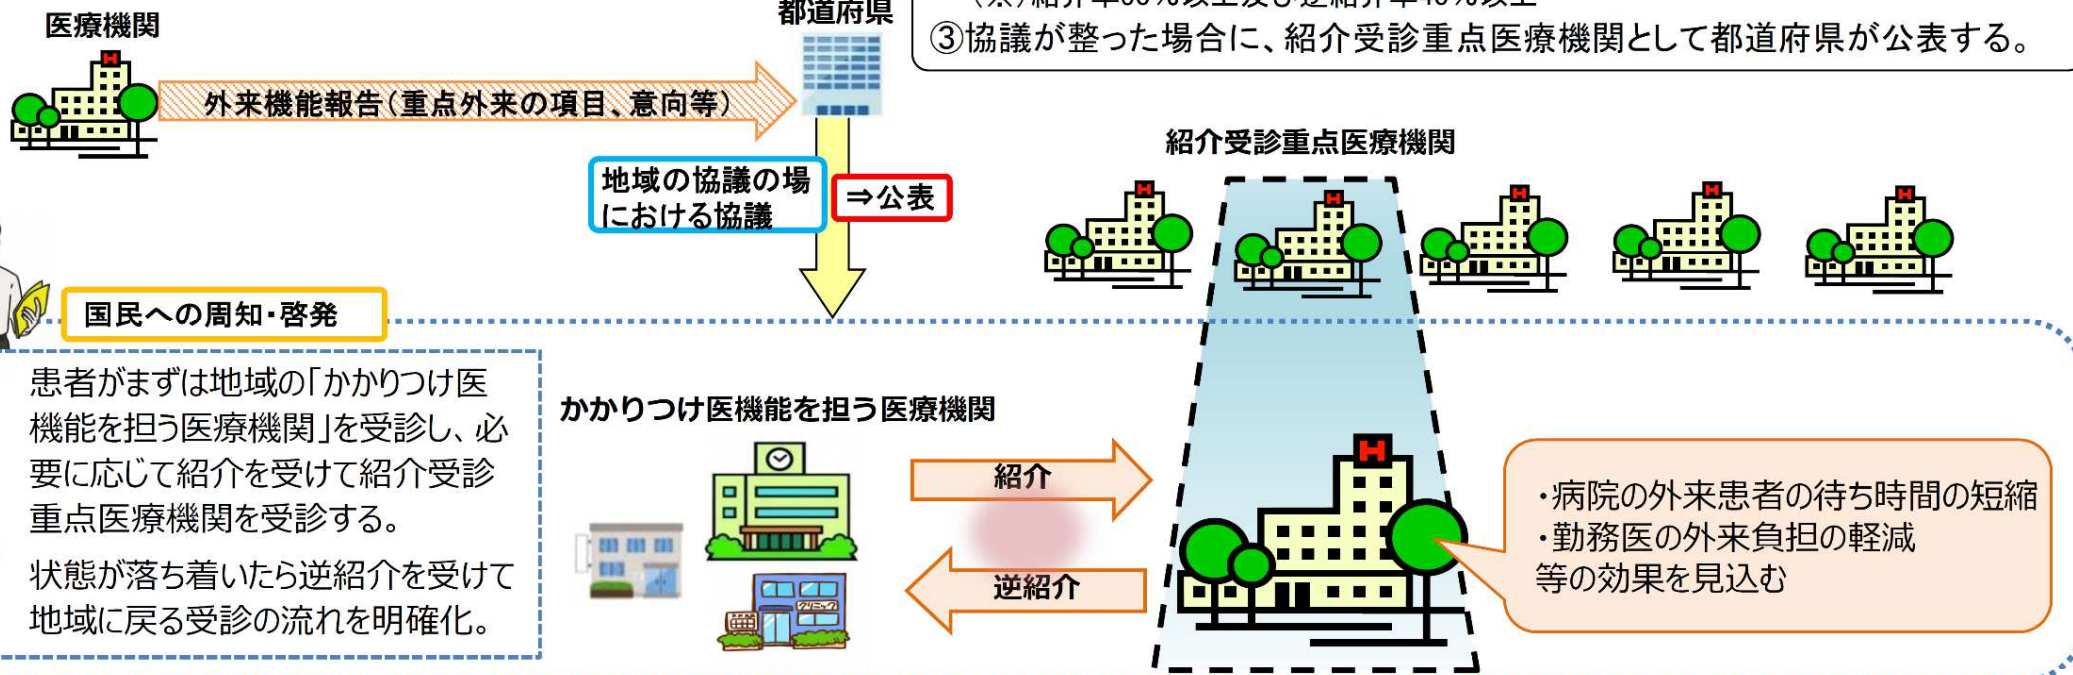 医療機関
都道府県
③協議が整った場合に、紹介受診重点医療機関として都道府県が公表する。
外来機能報告(重点外来の項目、意向等)
地域の協議の場
における協議
⇒公表
紹介受診重点医療機関
国民への周知・啓発
患者がまずは地域の「かかりつけ医
機能を担う医療機関」を受診し、必
要に応じて紹介を受けて紹介受診
重点医療機関を受診する。
状態が落ち着いたら逆紹介を受けて
地域に戻る受診の流れを明確化。
かかりつけ医機能を担う医療機関
クリニック
紹介
逆紹介
・病院の外来患者の待ち時間の短縮
・勤務医の外来負担の軽減
等の効果を見込む